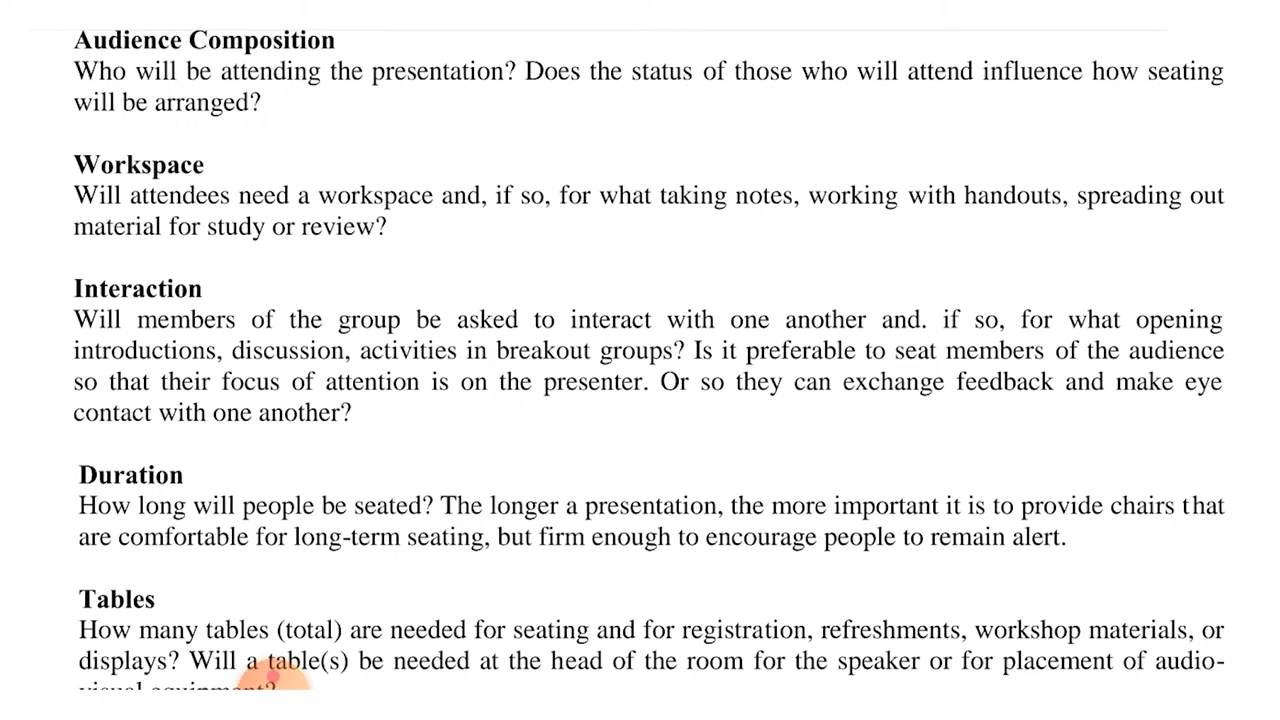 Audience Composition
Who will be attending the presentation? Does the status of those who will attend influence how seating
will be arranged?
Workspace
Will attendees need a workspace and, if so, for what taking notes, working with handouts, spreading out
material for study or review?
Interaction
Will members of the group be asked to interact with one another and. if so, for what opening
introductions, discussion, activities in breakout groups? Is it preferable to seat members of the audience
so that their focus of attention is on the presenter. Or so they can exchange feedback and make eye
contact with one another?
Duration
How long will people be seated? The longer a presentation, the more important it is to provide chairs that
are comfortable for long-term seating, but firm enough to encourage people to remain alert.
Tables
How many tables (total) are needed for seating and for registration, refreshments, workshop materials, or
displays? Will a table(s) be needed at the head of the room for the speaker or for placement of audio-
visual equipment?